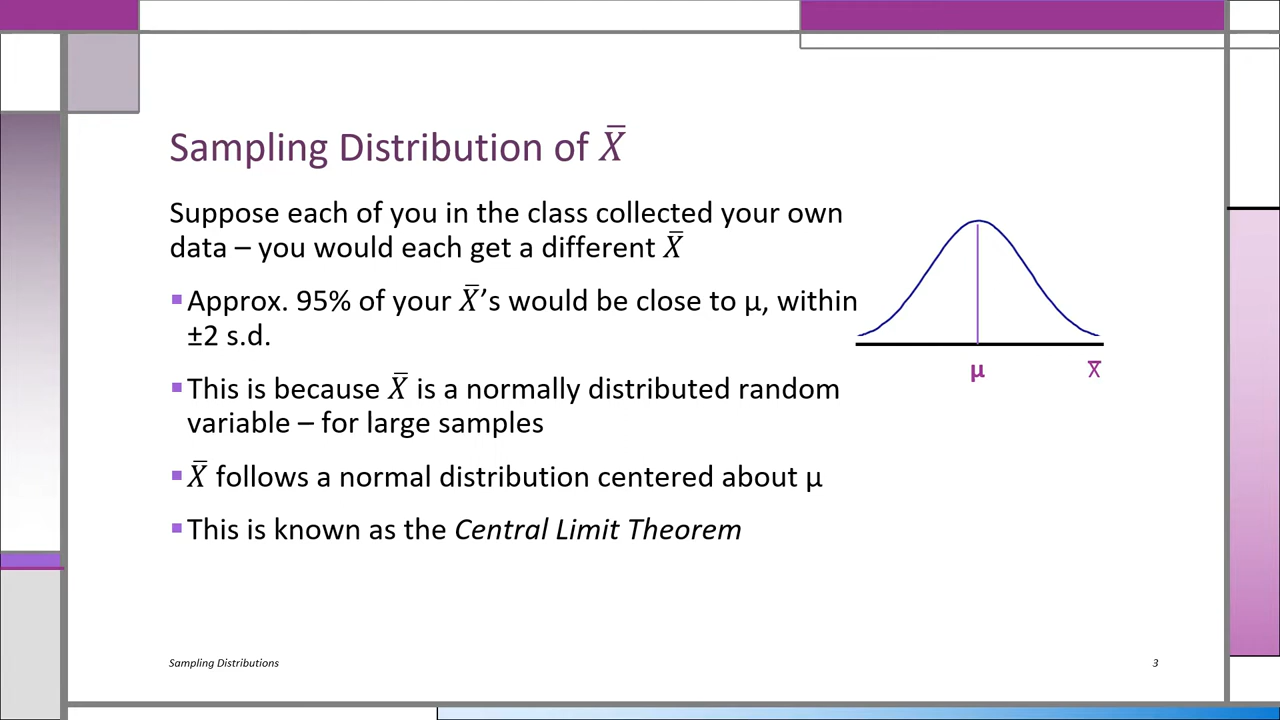 Sampling Distribution of X̄
Suppose each of you in the class collected your own
data – you would each get a different X̄
▪Approx. 95% of your X̄’s would be close to μ, within
±2 s.d.
▪This is because X̄ is a normally distributed random
variable – for large samples
▪X̄ follows a normal distribution centered about μ
▪This is known as the Central Limit Theorem
μ
X̄
Sampling Distributions
3